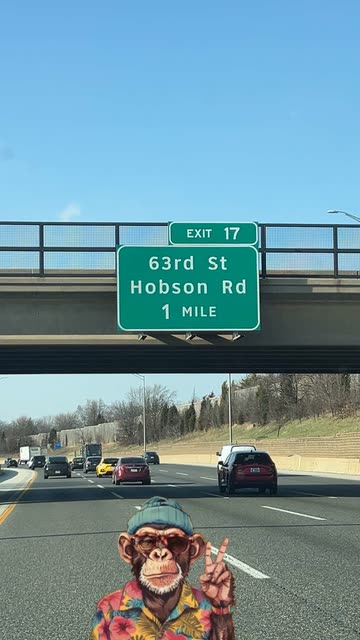 EXIT 17
63rd St
Hobson Rd
1 MILE